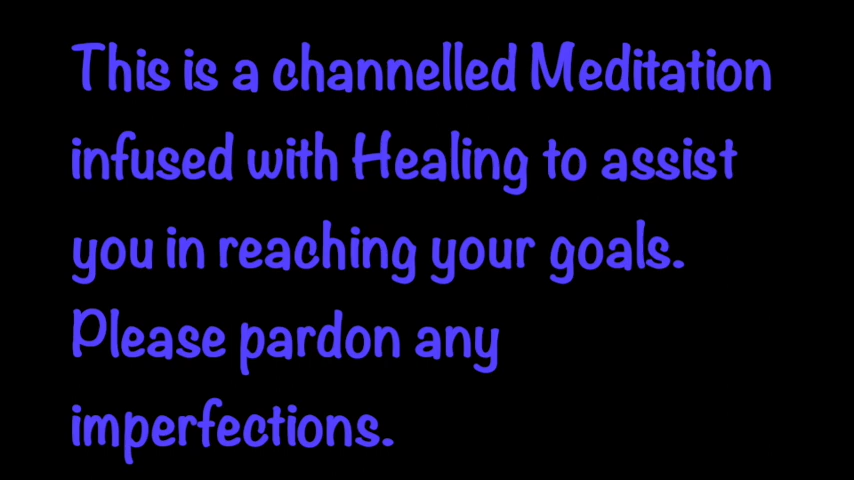 This is a channelled Meditation
infused with Healing to assist
you in reaching your goals.
Please pardon any
imperfections.